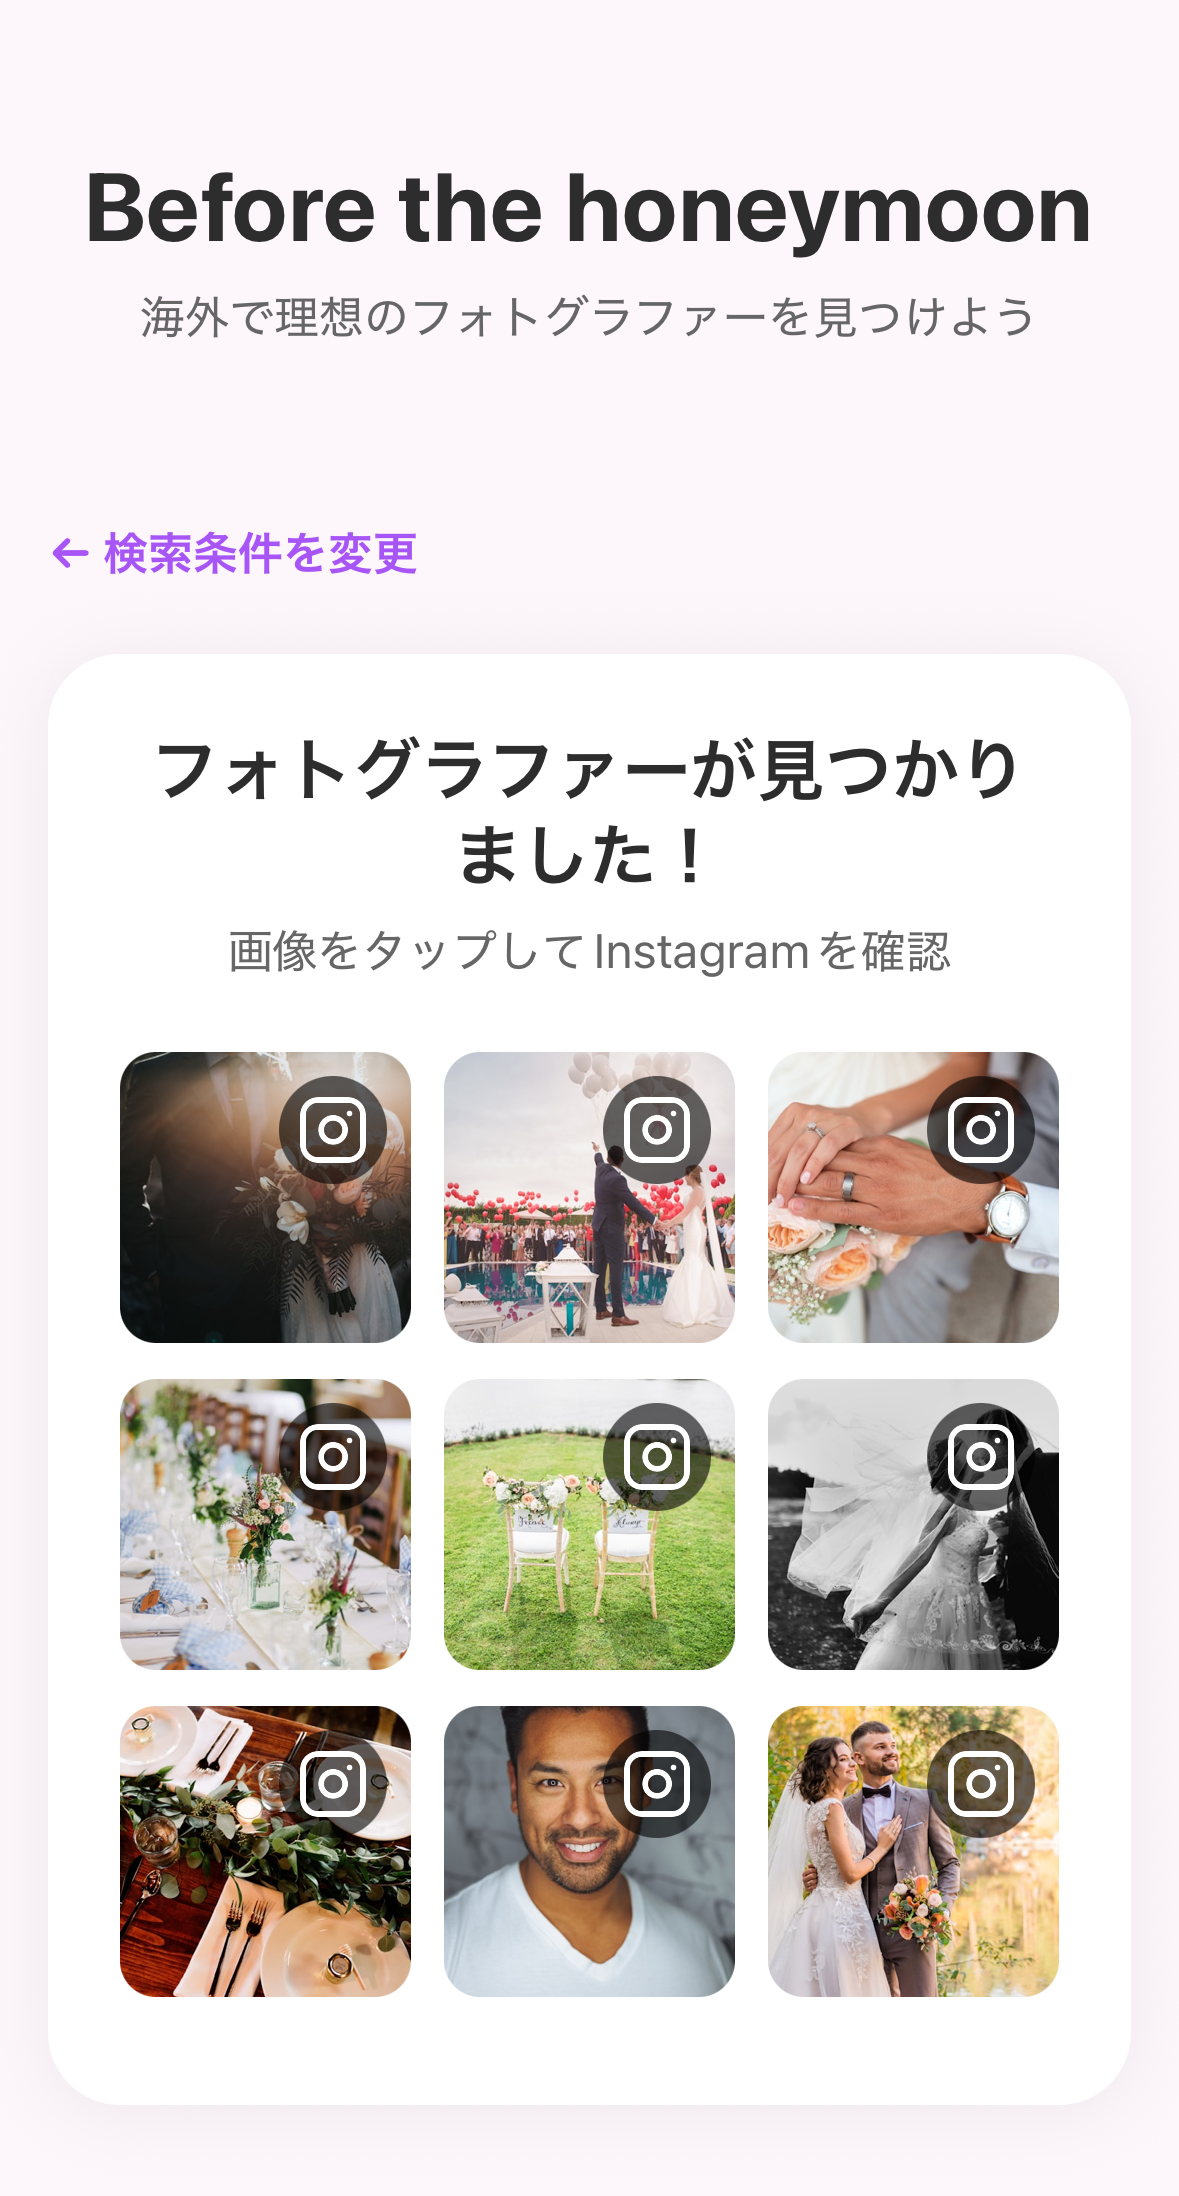 Before the honeymoon
海外で理想のフォトグラファーを見つけよう
← 検索条件を変更
フォトグラファーが見つかり
ました！
画像をタップしてInstagramを確認
Forever
Always